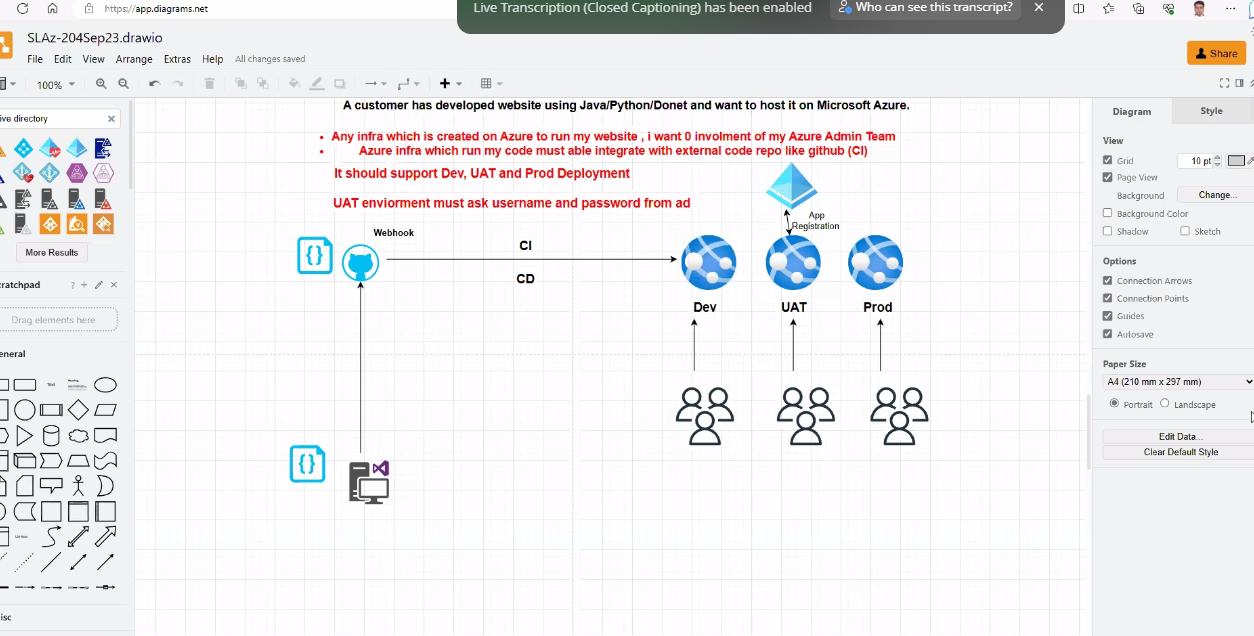 https://app.diagrams.net
Live Transcription (Closed Captioning) has been enabled
Who can see this transcript?
SLAz-204Sep23.drawio
File Edit View Arrange Extras Help All changes saved
Share
100%
ive directory
More Results
ratchpad
Drag elements here
eneral
Text
Heading
isc
A customer has developed website using Java/Python/Donet and want to host it on Microsoft Azure.
• Any infra which is created on Azure to run my website , i want 0 involment of my Azure Admin Team
• Azure infra which run my code must able integrate with external code repo like github (CI)
It should support Dev, UAT and Prod Deployment
UAT enviorment must ask username and password from ad
App
Registration
Webhook
CI
CD
Dev
UAT
Prod
Diagram
Style
View
Grid
10 pt
Page View
Background
Change...
Background Color
Shadow
Sketch
Options
Connection Arrows
Connection Points
Guides
Autosave
Paper Size
A4 (210 mm x 297 mm)
Portrait
Landscape
Edit Data...
Clear Default Style